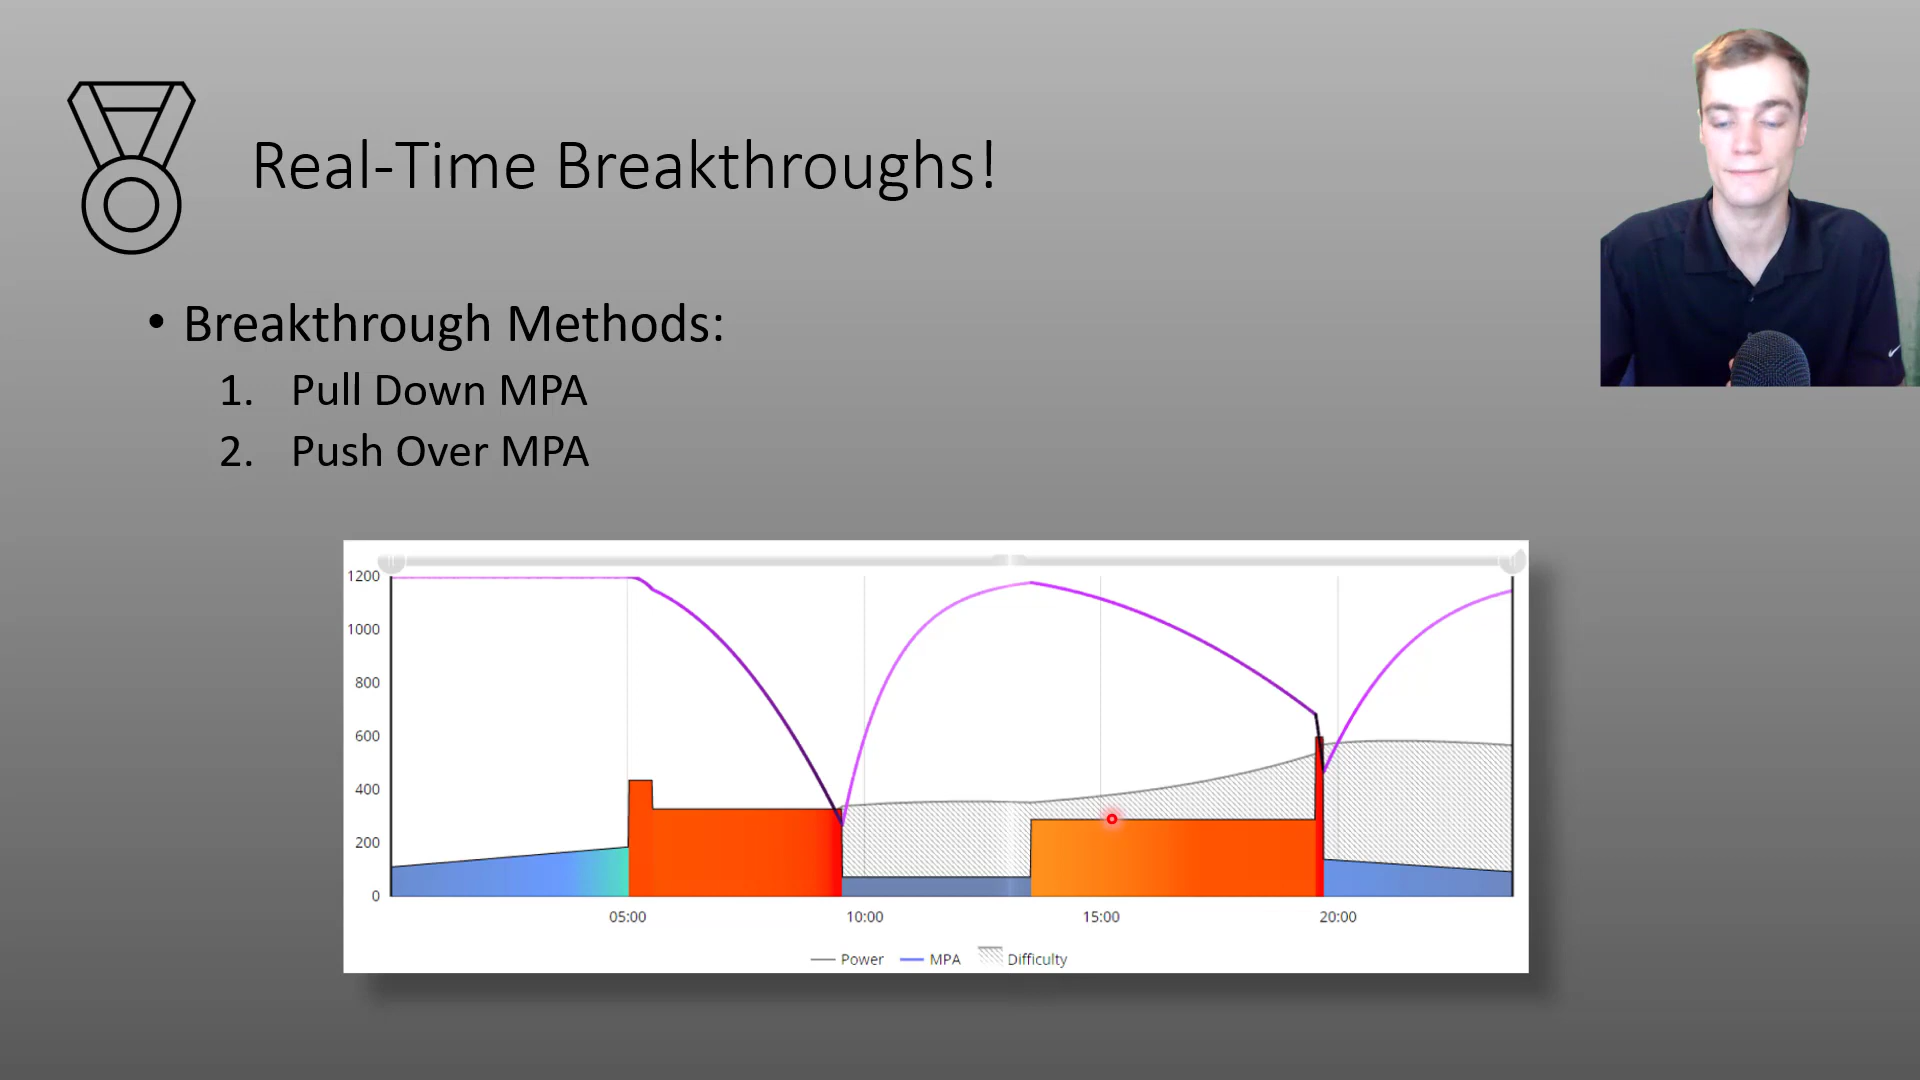 Real-Time Breakthroughs!
• Breakthrough Methods:
1. Pull Down MPA
2. Push Over MPA
1200
1000
800
600
400
200
0
05:00 10:00 15:00 20:00
Power MPA Difficulty